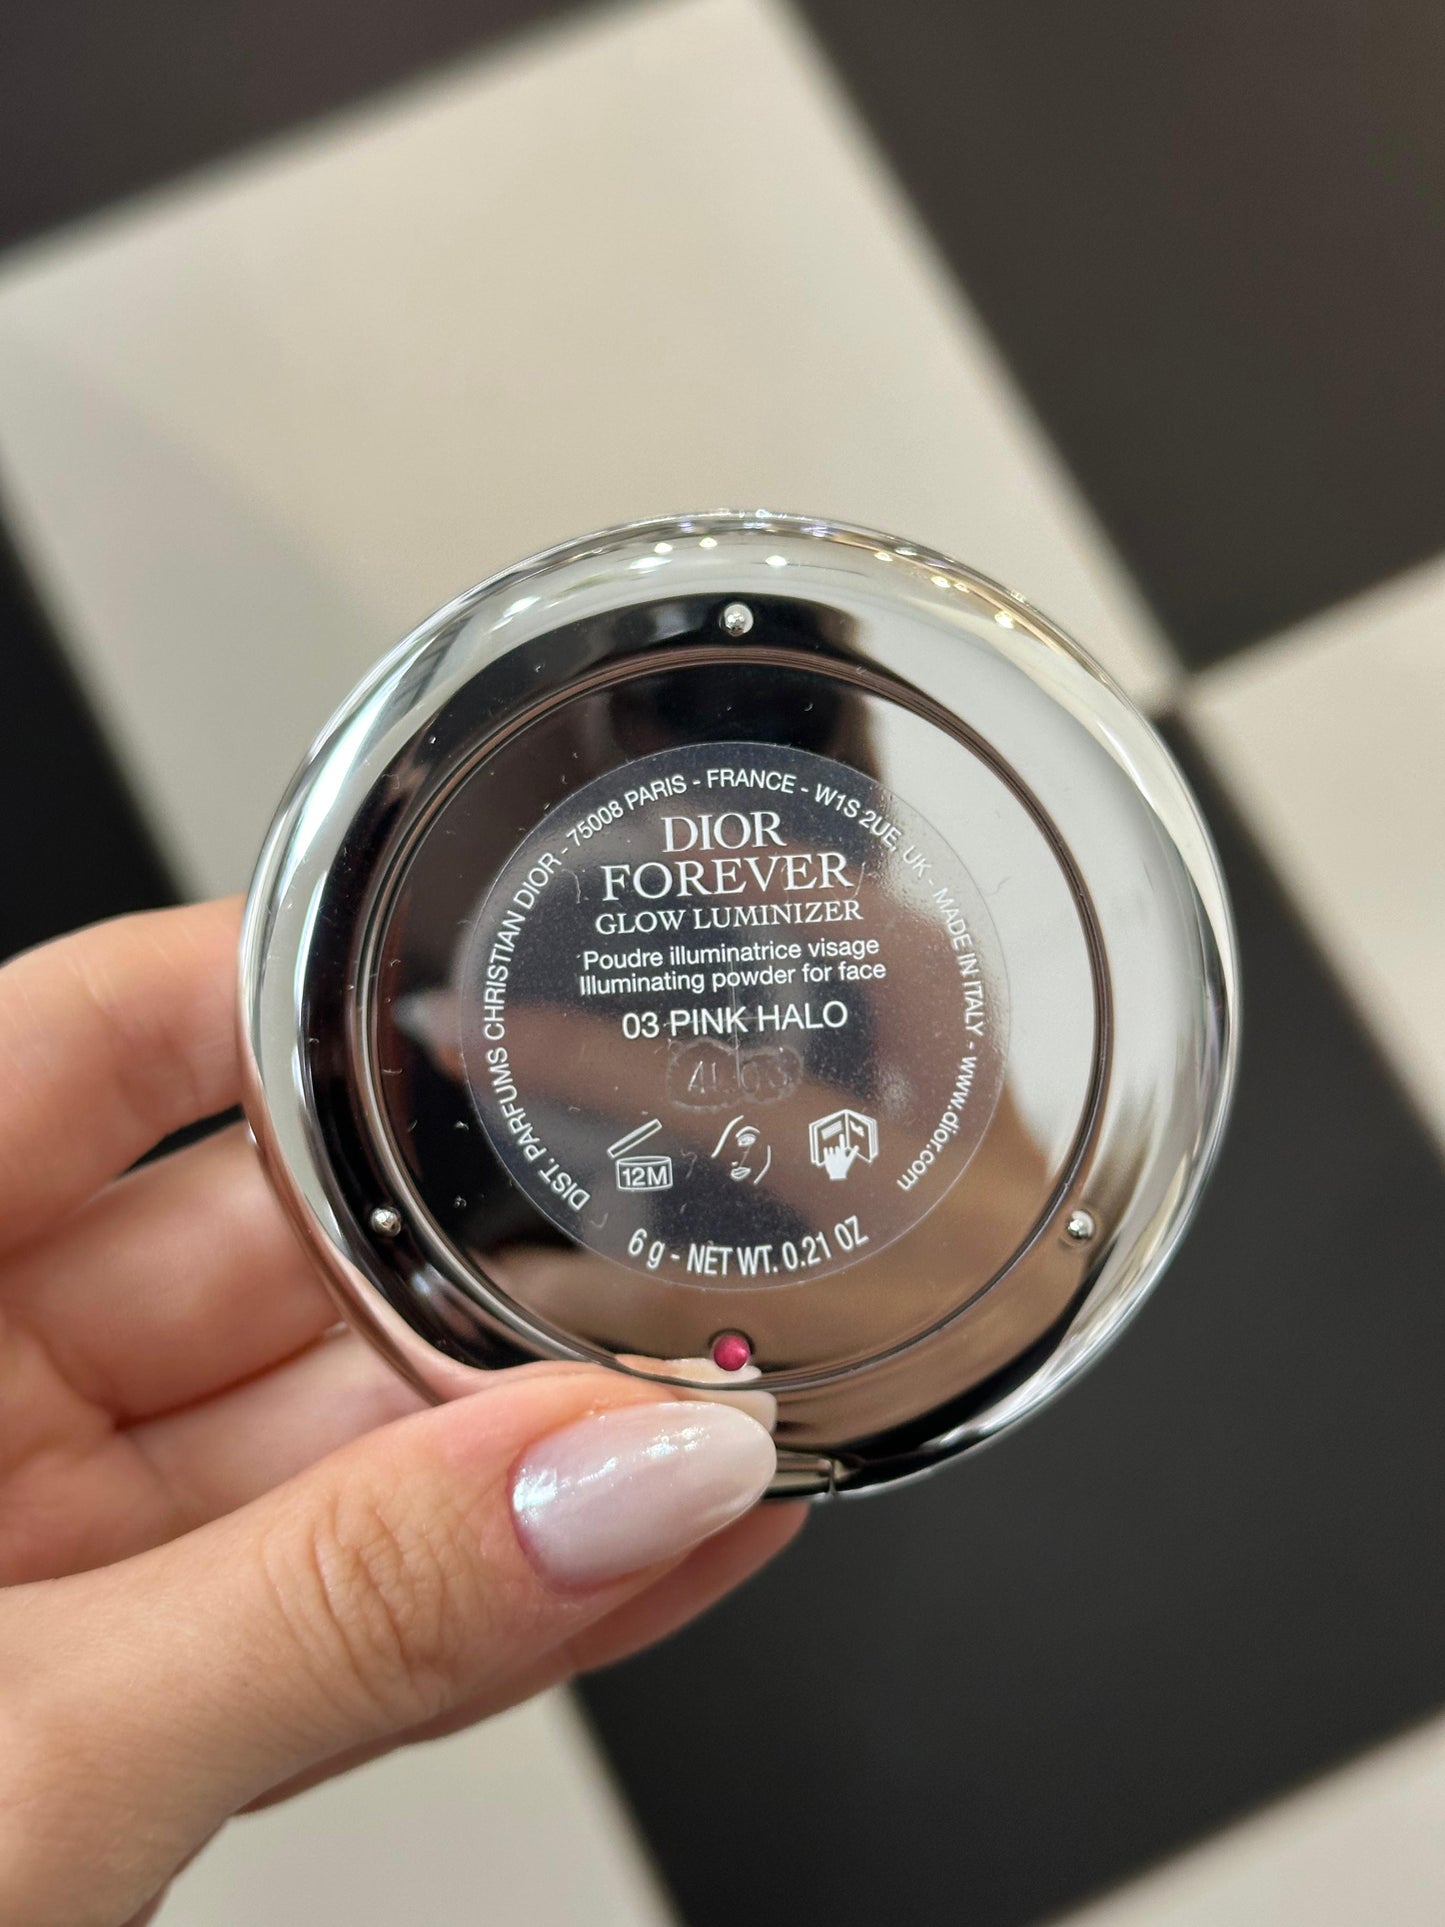 DIST. PARFUMS CHRISTIAN DIOR - 75008 PARIS - FRANCE - W1S 2UE, UK - MADE IN ITALY - www.dior.com
DIOR
FOREVER
GLOW LUMINIZER
Poudre illuminatrice visage
Illuminating powder for face
03 PINK HALO
12M
6 g - NET WT. 0.21 OZ